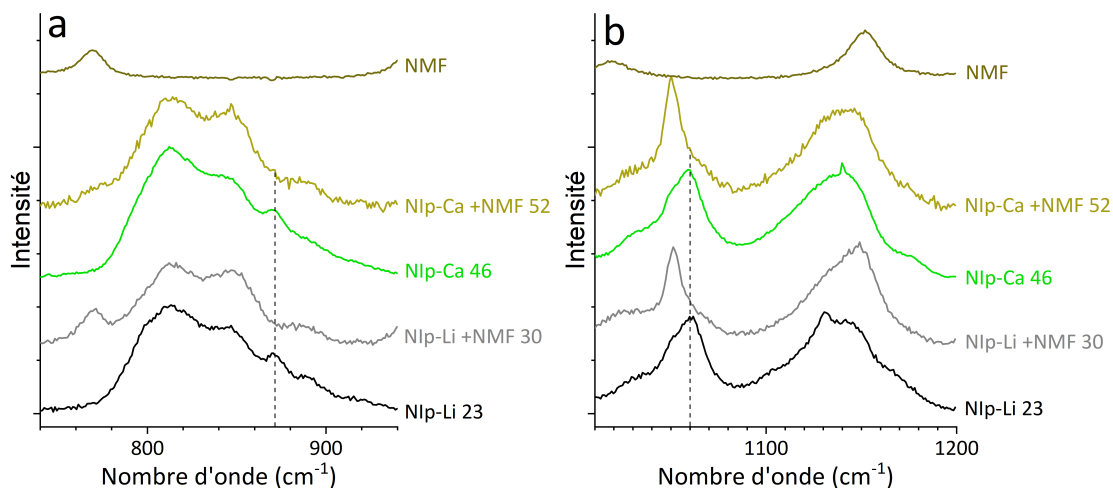 a
NMF
NIp-Ca +NMF 52
NIp-Ca 46
NIp-Li +NMF 30
NIp-Li 23
Intensité
800
900
Nombre d'onde (cm⁻¹)
b
NMF
NIp-Ca +NMF 52
NIp-Ca 46
NIp-Li +NMF 30
NIp-Li 23
Intensité
1100
1200
Nombre d'onde (cm⁻¹)